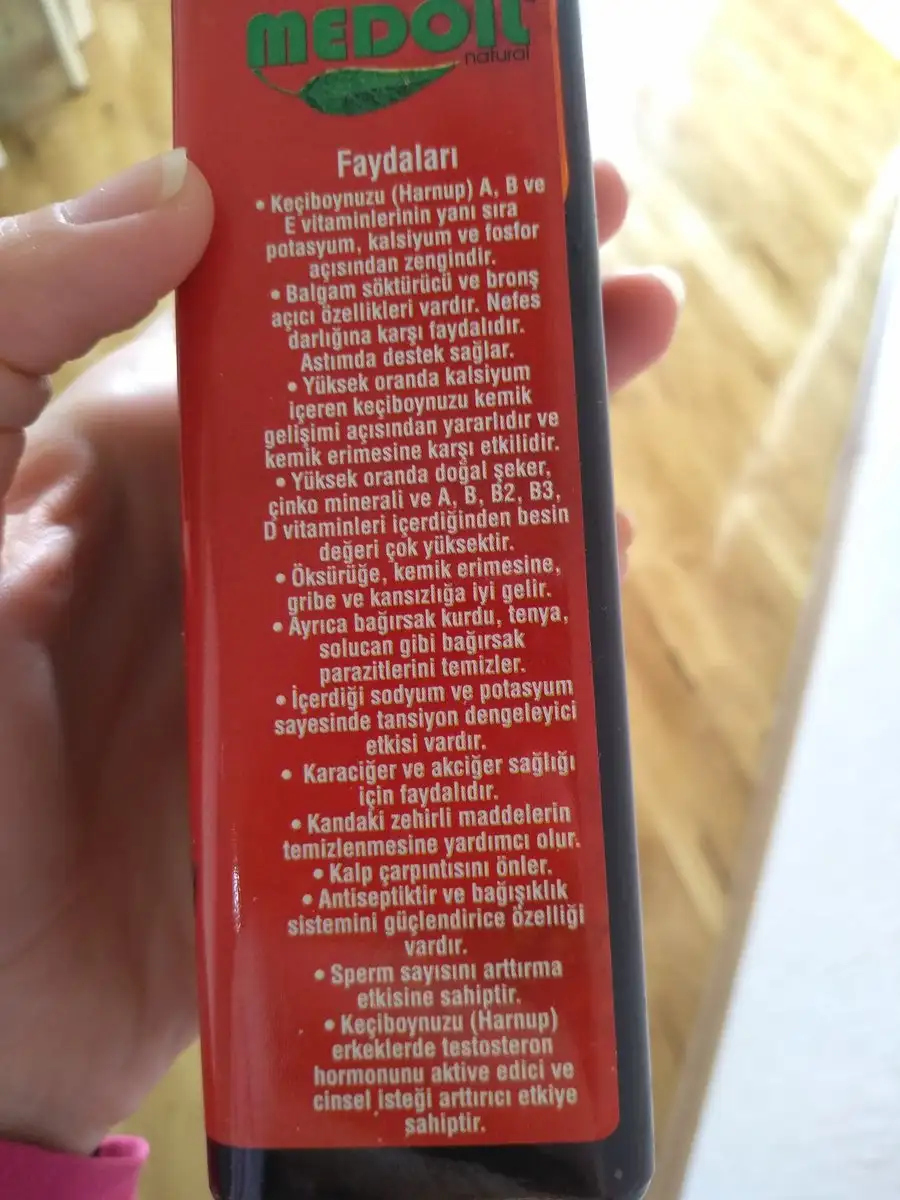 MEDOIL
natural
Faydaları
• Keçiboynuzu (Harnup) A, B ve
E vitaminlerinin yanı sıra
potasyum, kalsiyum ve fosfor
açısından zengindir.
• Balgam söktürücü ve bronş
açıcı özellikleri vardır. Nefes
darlığına karşı faydalıdır.
Astımda destek sağlar.
• Yüksek oranda kalsiyum
içeren keçiboynuzu kemik
gelişimi açısından yararlıdır ve
kemik erimesine karşı etkilidir.
• Yüksek oranda doğal şeker,
çinko minerali ve A, B, B2, B3,
D vitaminleri içerdiğinden besin
değeri çok yüksektir.
• Öksürüğe, kemik erimesine,
gribe ve kansızlığa iyi gelir.
• Ayrıca bağırsak kurdu, tenya,
solucan gibi bağırsak
parazitlerini temizler.
• İçerdiği sodyum ve potasyum
sayesinde tansiyon dengeleyici
etkisi vardır.
• Karaciğer ve akciğer sağlığı
için faydalıdır.
• Kandaki zehirli maddelerin
temizlenmesine yardımcı olur.
• Kalp çarpıntısını önler.
• Antiseptiktir ve bağışıklık
sistemini güçlendirice özelliği
vardır.
• Sperm sayısını arttırma
etkisine sahiptir.
• Keçiboynuzu (Harnup)
erkeklerde testosteron
hormonunu aktive edici ve
cinsel isteği arttırıcı etkiye
şahiptir.